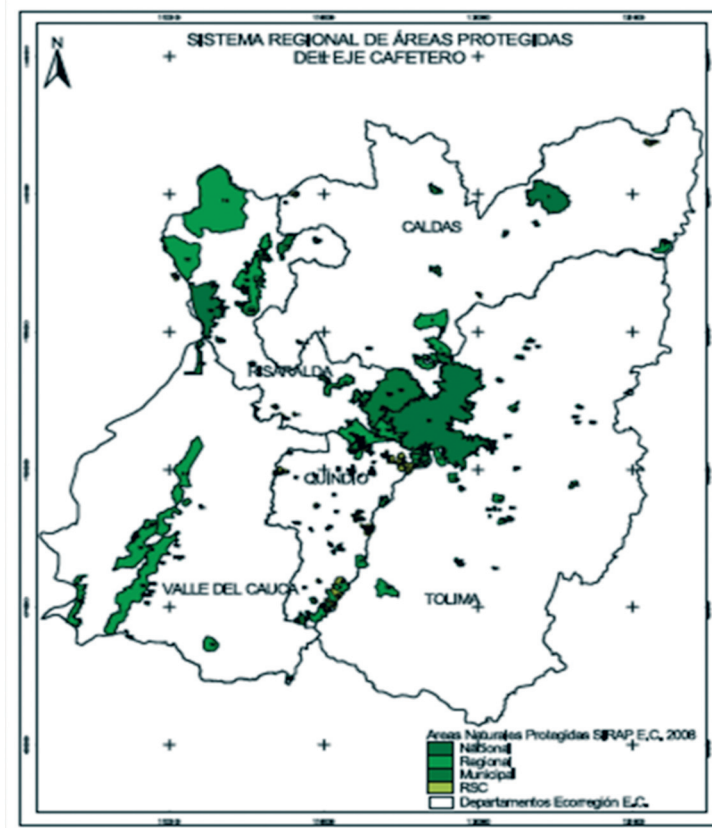 SISTEMA REGIONAL DE ÁREAS PROTEGIDAS
DEL EJE CAFETERO
N
CALDAS
RISARALDA
QUINDIO
VALLE DEL CAUCA
TOLIMA
Areas Naturales Protegidas SIRAP E.C. 2008
Nacional
Regional
Municipal
RSC
Departamentos Ecorregión E.C.